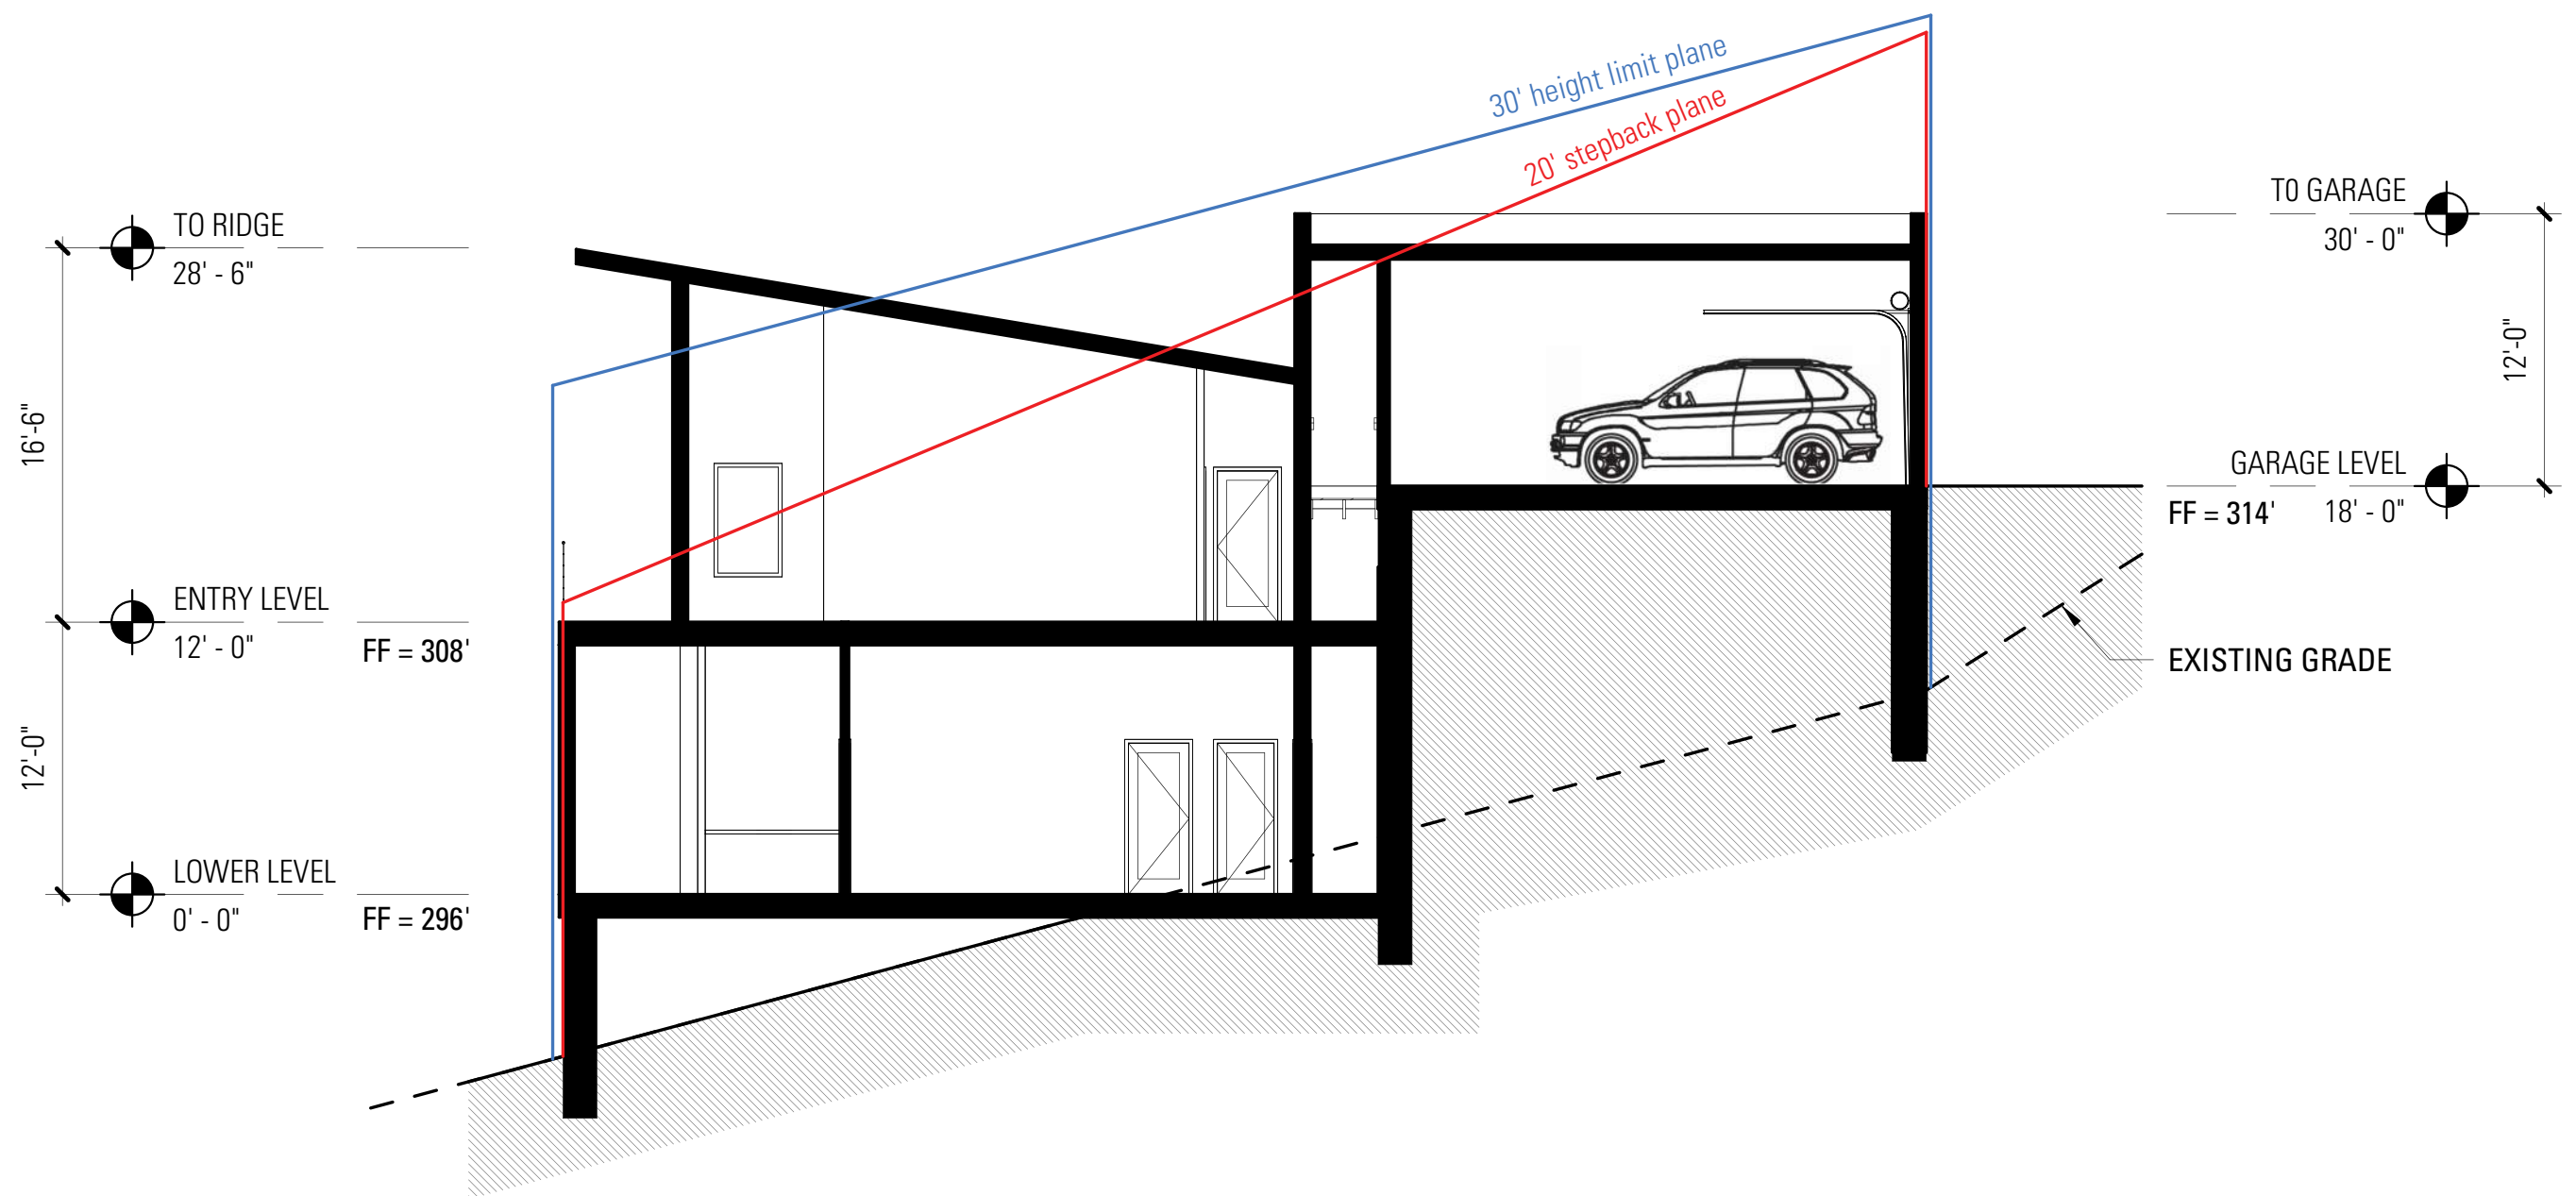 30' height limit plane
20' stepback plane
TO RIDGE
28' - 6"
TO GARAGE
30' - 0"
16'-6"
12'-0"
GARAGE LEVEL
FF = 314' 18' - 0"
ENTRY LEVEL
12' - 0" FF = 308'
EXISTING GRADE
12'-0"
LOWER LEVEL
0' - 0" FF = 296'